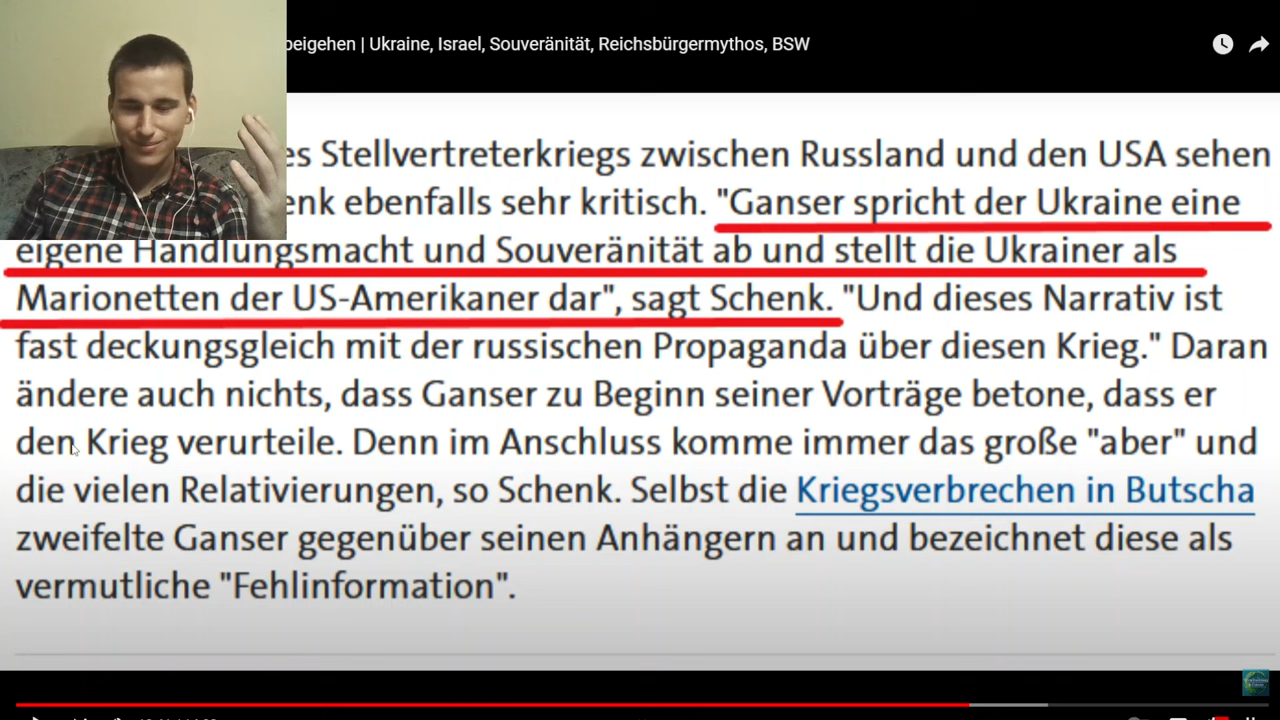 beigehen | Ukraine, Israel, Souveränität, Reichsbürgermythos, BSW
es Stellvertreterkriegs zwischen Russland und den USA sehen
enk ebenfalls sehr kritisch. "Ganser spricht der Ukraine eine
eigene Handlungsmacht und Souveränität ab und stellt die Ukrainer als
Marionetten der US-Amerikaner dar", sagt Schenk. "Und dieses Narrativ ist
fast deckungsgleich mit der russischen Propaganda über diesen Krieg." Daran
ändere auch nichts, dass Ganser zu Beginn seiner Vorträge betone, dass er
den Krieg verurteile. Denn im Anschluss komme immer das große "aber" und
die vielen Relativierungen, so Schenk. Selbst die Kriegsverbrechen in Butscha
zweifelte Ganser gegenüber seinen Anhängern an und bezeichnet diese als
vermutliche "Fehlinformation".